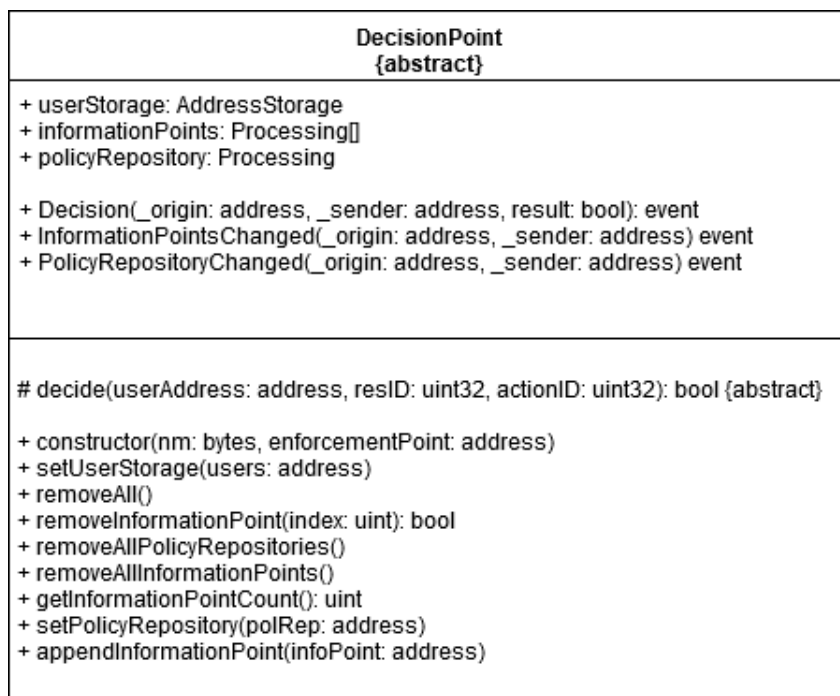 DecisionPoint
{abstract}
+ userStorage: AddressStorage
+ informationPoints: Processing[]
+ policyRepository: Processing
+ Decision(_origin: address, _sender: address, result: bool): event
+ InformationPointsChanged(_origin: address, _sender: address) event
+ PolicyRepositoryChanged(_origin: address, _sender: address) event
# decide(userAddress: address, resID: uint32, actionID: uint32): bool {abstract}
+ constructor(nm: bytes, enforcementPoint: address)
+ setUserStorage(users: address)
+ removeAll()
+ removeInformationPoint(index: uint): bool
+ removeAllPolicyRepositories()
+ removeAllInformationPoints()
+ getInformationPointCount(): uint
+ setPolicyRepository(polRep: address)
+ appendInformationPoint(infoPoint: address)